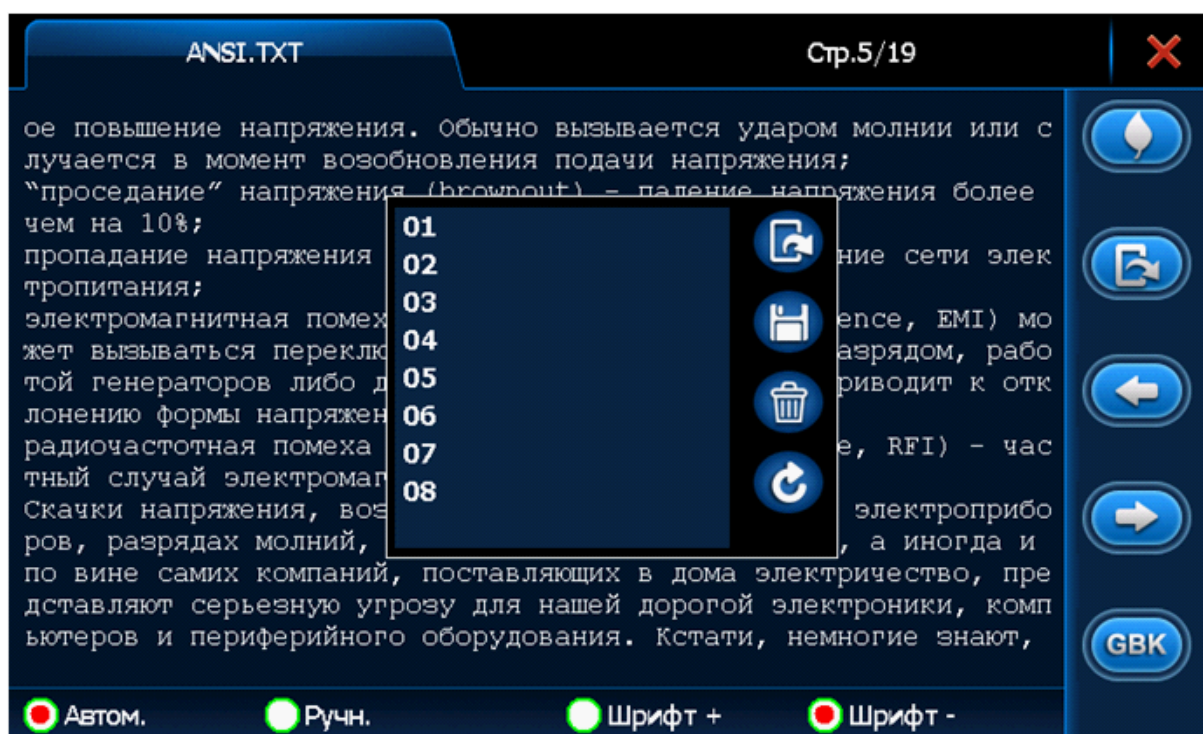 ANSI.TXT
Стр.5/19
ое повышение напряжения. Обычно вызывается ударом молнии или с
лучается в момент возобновления подачи напряжения;
“проседание” напряжения (brownout) – падение напряжения более
чем на 10%;
пропадание напряжения ние сети элек
тропитания;
электромагнитная помех ence, EMI) мо
жет вызываться переклю азрядом, рабо
той генераторов либо д риводит к отк
лонению формы напряжен
радиочастотная помеха е, RFI) – час
тный случай электромаг
Скачки напряжения, воз электроприбо
ров, разрядах молний, , а иногда и
по вине самих компаний, поставляющих в дома электричество, пре
дставляют серьезную угрозу для нашей дорогой электроники, комп
ьютеров и периферийного оборудования. Кстати, немногие знают,
01
02
03
04
05
06
07
08
GBK
Автом.
Ручн.
Шрифт +
Шрифт -